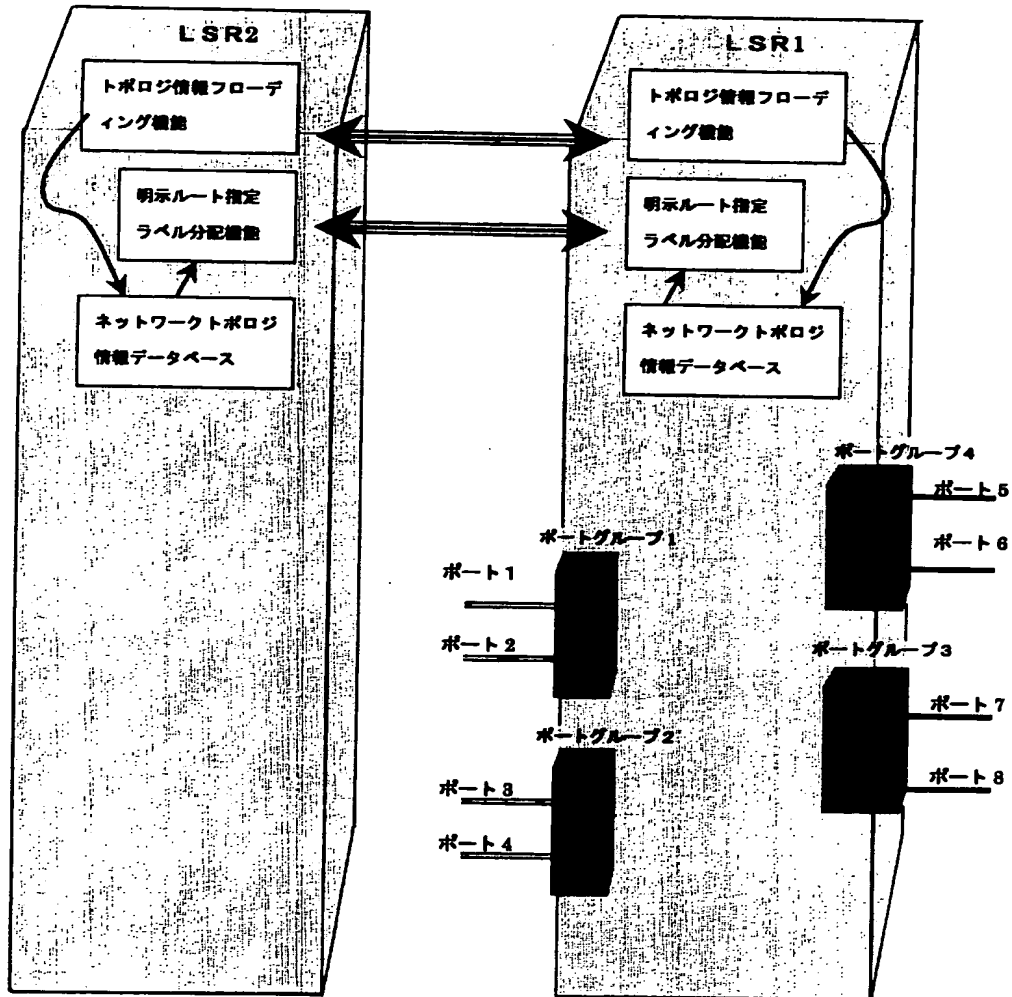 LSR2
トポロジ情報フローデ
ィング機能
明示ルート指定
ラベル分配機能
ネットワークトポロジ
情報データベース
LSR1
トポロジ情報フローデ
ィング機能
明示ルート指定
ラベル分配機能
ネットワークトポロジ
情報データベース
ポートグループ4
ポート5
ポート6
ポートグループ1
ポート1
ポート2
ポートグループ3
ポート7
ポート8
ポートグループ2
ポート3
ポート4